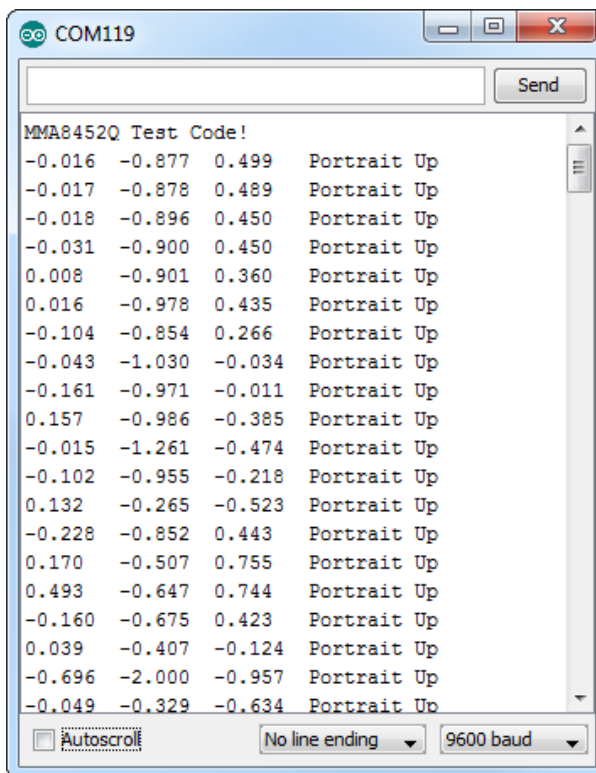 COM119
Send
MMA8452Q Test Code!
-0.016 -0.877 0.499 Portrait Up
-0.017 -0.878 0.489 Portrait Up
-0.018 -0.896 0.450 Portrait Up
-0.031 -0.900 0.450 Portrait Up
0.008 -0.901 0.360 Portrait Up
0.016 -0.978 0.435 Portrait Up
-0.104 -0.854 0.266 Portrait Up
-0.043 -1.030 -0.034 Portrait Up
-0.161 -0.971 -0.011 Portrait Up
0.157 -0.986 -0.385 Portrait Up
-0.015 -1.261 -0.474 Portrait Up
-0.102 -0.955 -0.218 Portrait Up
0.132 -0.265 -0.523 Portrait Up
-0.228 -0.852 0.443 Portrait Up
0.170 -0.507 0.755 Portrait Up
0.493 -0.647 0.744 Portrait Up
-0.160 -0.675 0.423 Portrait Up
0.039 -0.407 -0.124 Portrait Up
-0.696 -2.000 -0.957 Portrait Up
-0.049 -0.329 -0.634 Portrait Up
Autoscroll No line ending 9600 baud